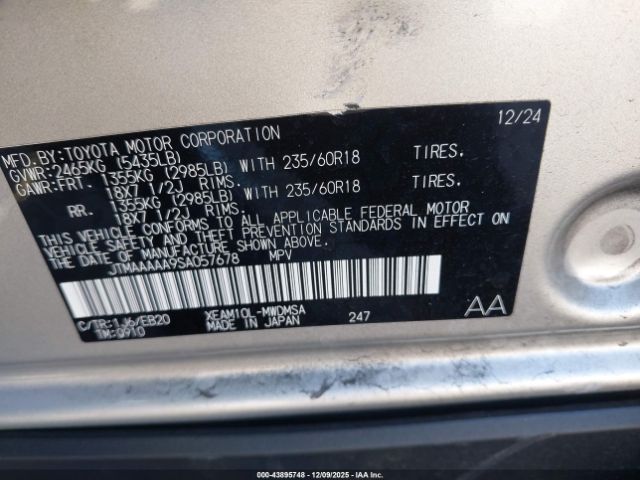 MFD.BY:TOYOTA MOTOR CORPORATION 12/24
GVWR:2465KG (5435LB)
GAWR:FRT. 1355KG (2985LB) WITH 235/60R18 TIRES.
18X7 1/2J RIMS.
RR. 1355KG (2985LB) WITH 235/60R18 TIRES.
18X7 1/2J RIMS.
THIS VEHICLE CONFORMS TO ALL APPLICABLE FEDERAL MOTOR
VEHICLE SAFETY AND THEFT PREVENTION STANDARDS IN EFFECT ON
THE DATE OF MANUFACTURE SHOWN ABOVE.
JTMAAAAA9SA057678 MPV
C/TR:1J6/EB20 XEAM10L-MWDMSA 247 AA
TM:0910 MADE IN JAPAN
000-43895748 - 12/09/2025 - IAA Inc.